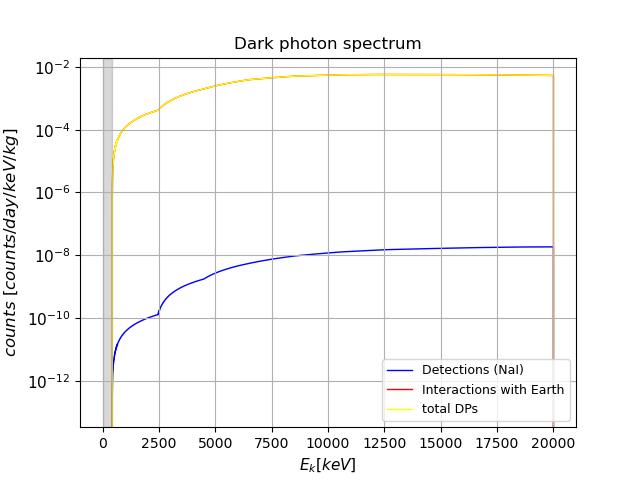 Dark photon spectrum
counts [counts/day/keV/kg]
10⁻²
10⁻⁴
10⁻⁶
10⁻⁸
10⁻¹⁰
10⁻¹²
Detections (NaI)
Interactions with Earth
total DPs
0 2500 5000 7500 10000 12500 15000 17500 20000
Eₖ[keV]